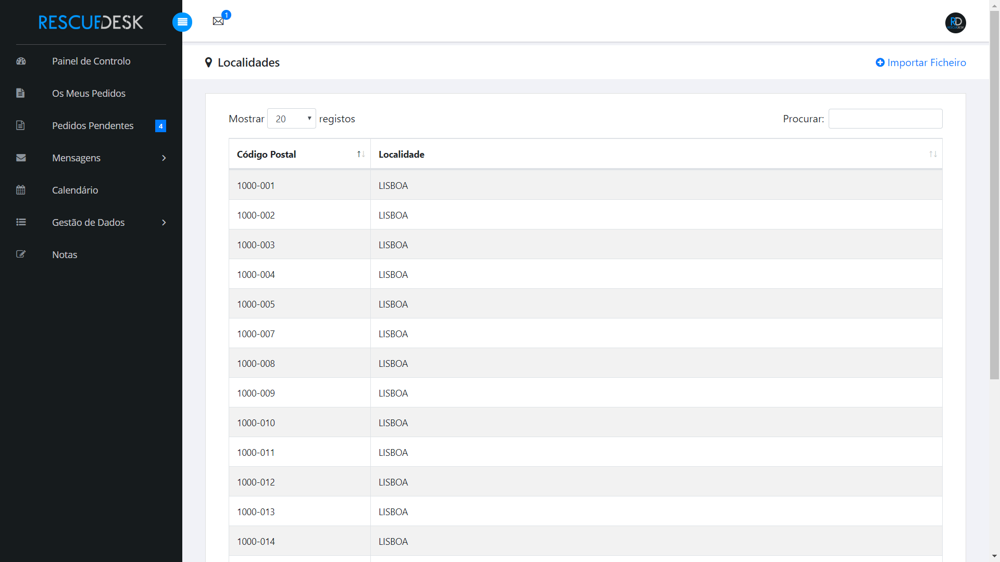 RESCUEDESK
1
RD
Painel de Controlo
Os Meus Pedidos
Pedidos Pendentes 4
Mensagens
Calendário
Gestão de Dados
Notas
Localidades
Importar Ficheiro
Mostrar 20 registos
Procurar:
Código Postal Localidade
1000-001 LISBOA
1000-002 LISBOA
1000-003 LISBOA
1000-004 LISBOA
1000-005 LISBOA
1000-007 LISBOA
1000-008 LISBOA
1000-009 LISBOA
1000-010 LISBOA
1000-011 LISBOA
1000-012 LISBOA
1000-013 LISBOA
1000-014 LISBOA